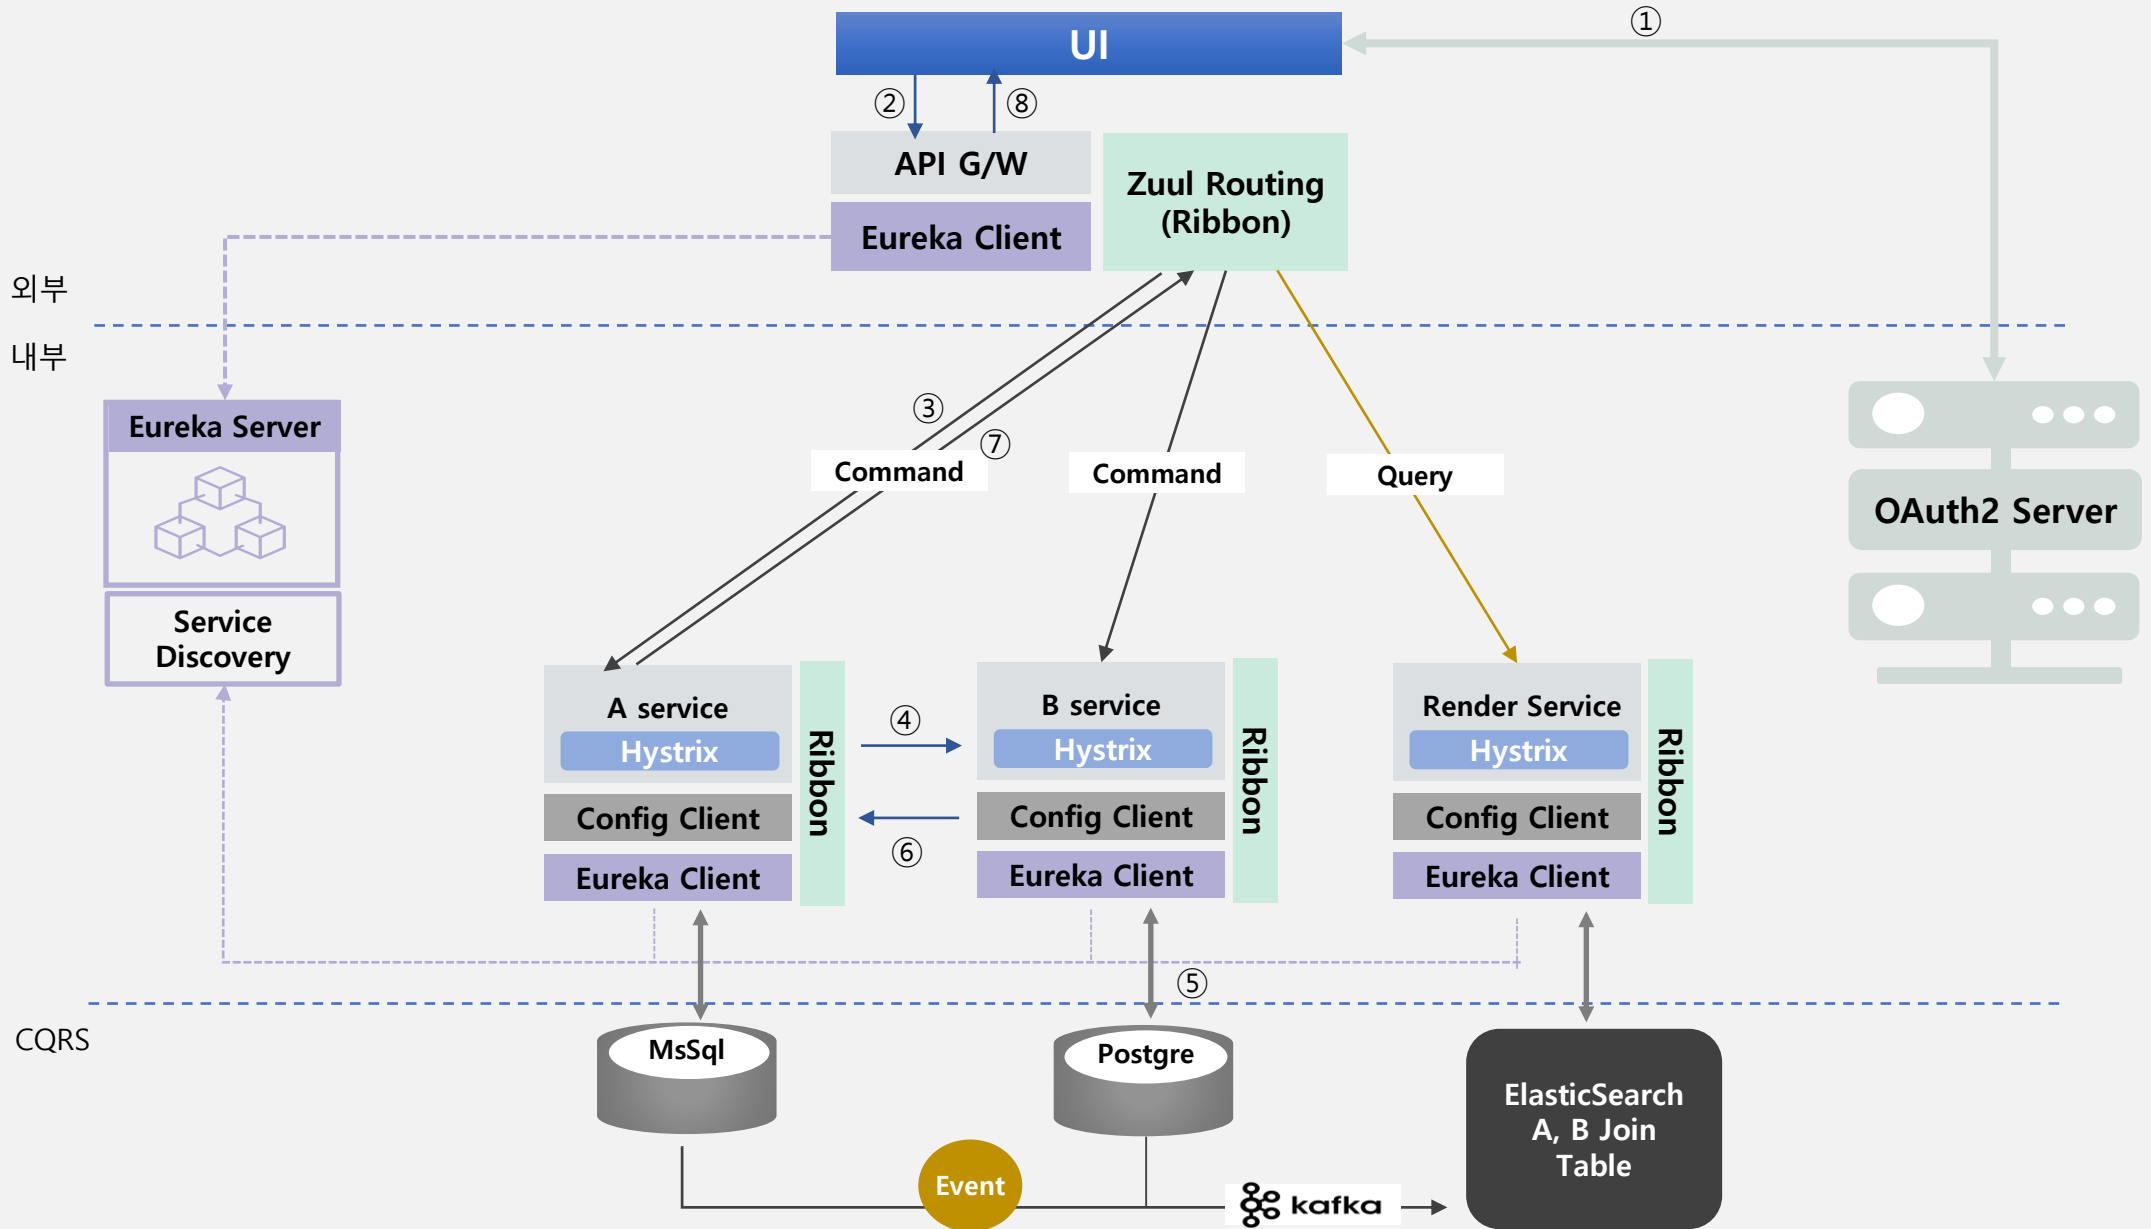 ①
UI
②
⑧
API G/W
Zuul Routing
(Ribbon)
Eureka Client
외부
내부
Eureka Server
③
⑦
Command
Command
Query
OAuth2 Server
Service
Discovery
A service
Hystrix
Config Client
Eureka Client
Ribbon
④
⑥
B service
Hystrix
Config Client
Eureka Client
Ribbon
Render Service
Hystrix
Config Client
Eureka Client
Ribbon
⑤
CQRS
MsSql
Postgre
ElasticSearch
A, B Join
Table
Event
kafka